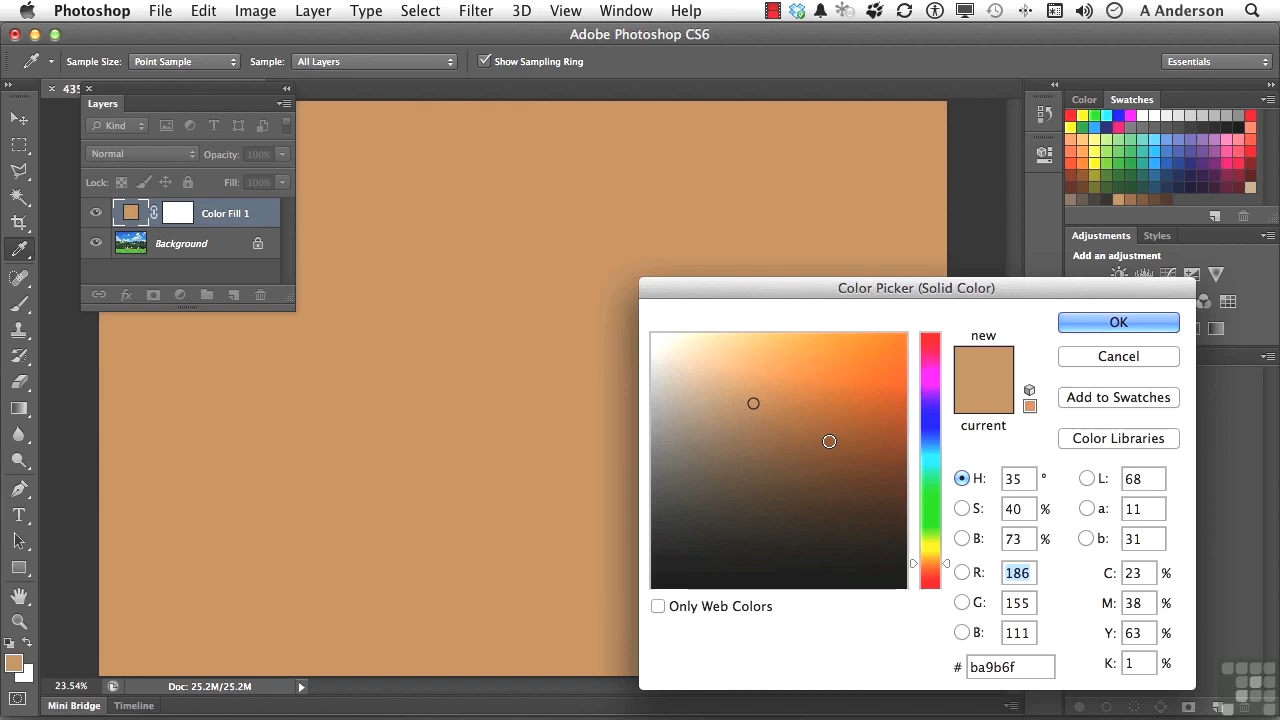 Photoshop File Edit Image Layer Type Select Filter 3D View Window Help A Anderson
Adobe Photoshop CS6
Sample Size: Point Sample Sample: All Layers Show Sampling Ring Essentials
435
Layers
Kind
Normal Opacity: 100%
Lock: Fill: 100%
Color Fill 1
Background
Color Swatches
Adjustments Styles
Add an adjustment
Color Picker (Solid Color)
new
current
OK
Cancel
Add to Swatches
Color Libraries
H: 35 ° L: 68
S: 40 % a: 11
B: 73 % b: 31
R: 186 C: 23 %
G: 155 M: 38 %
B: 111 Y: 63 %
# ba9b6f K: 1 %
Only Web Colors
23.54% Doc: 25.2M/25.2M
Mini Bridge Timeline
T